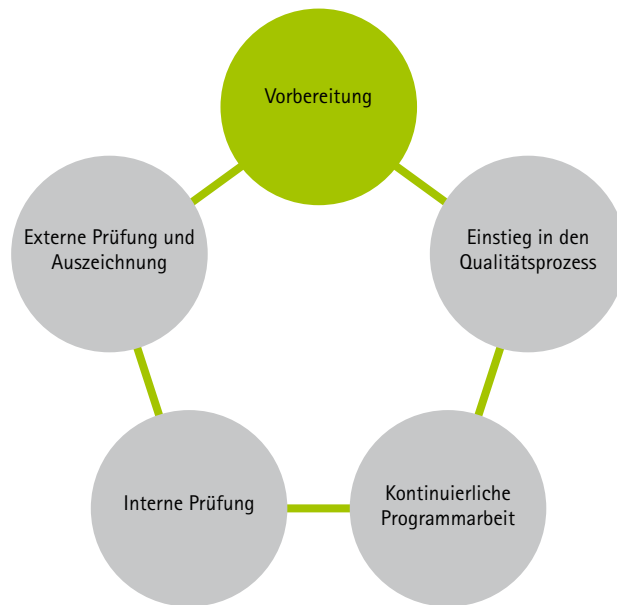 Vorbereitung
Einstieg in den
Qualitätsprozess
Kontinuierliche
Programmarbeit
Interne Prüfung
Externe Prüfung und
Auszeichnung